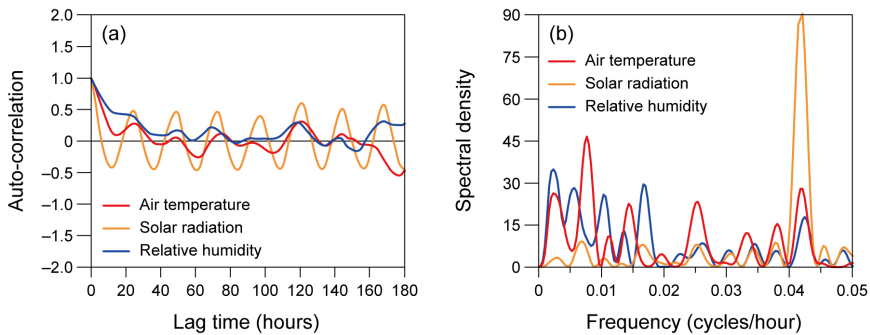 (a)
Auto-correlation
2.0
1.5
1.0
0.5
0
−0.5
−1.0
−1.5
−2.0
Air temperature
Solar radiation
Relative humidity
0 20 40 60 80 100 120 140 160 180
Lag time (hours)
(b)
Spectral density
90
75
60
45
30
15
0
Air temperature
Solar radiation
Relative humidity
0 0.01 0.02 0.03 0.04 0.05
Frequency (cycles/hour)